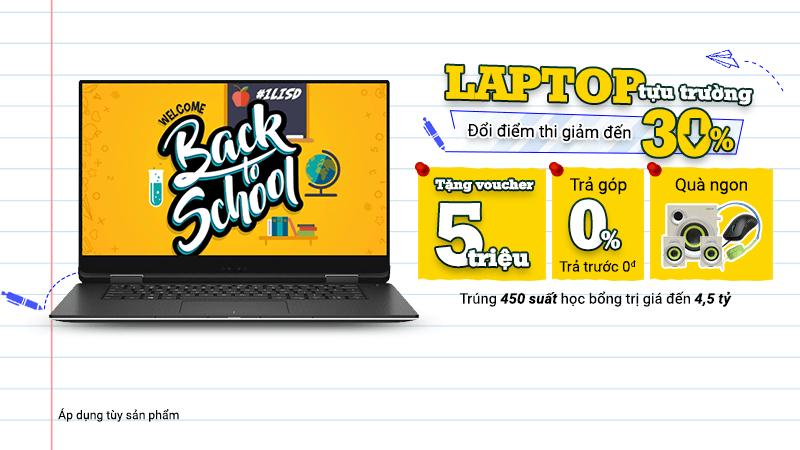 WELCOME
#1LISD
Back
to
School
LAPTOP tựu trường
Đổi điểm thi giảm đến 30%
Tặng voucher
5 triệu
Trả góp
0%
Trả trước 0đ
Quà ngon
Trúng 450 suất học bổng trị giá đến 4,5 tỷ
Áp dụng tùy sản phẩm